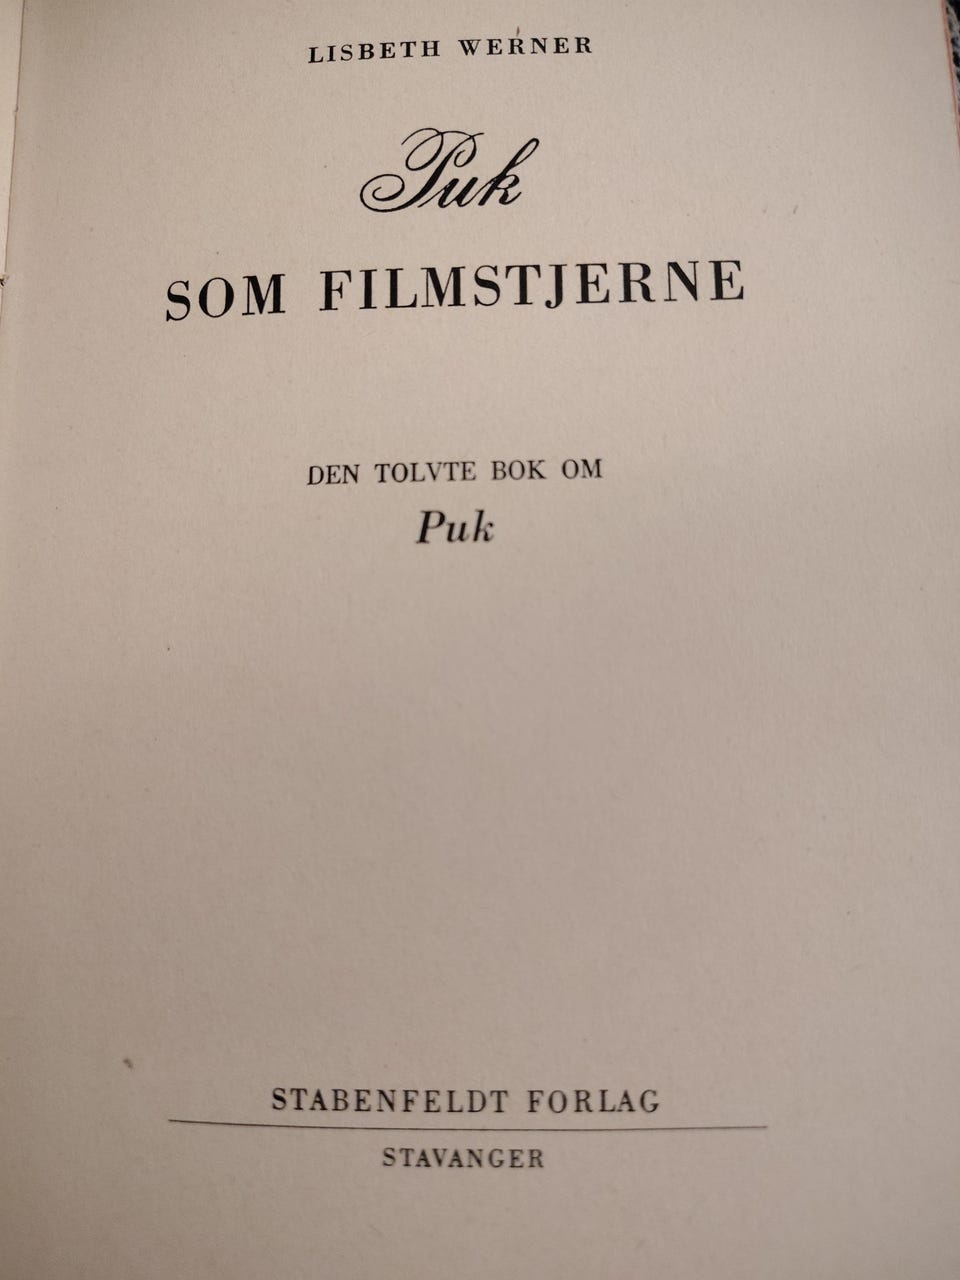 LISBETH WERNER
Puk
SOM FILMSTJERNE
DEN TOLVTE BOK OM
Puk
STABENFELDT FORLAG
STAVANGER